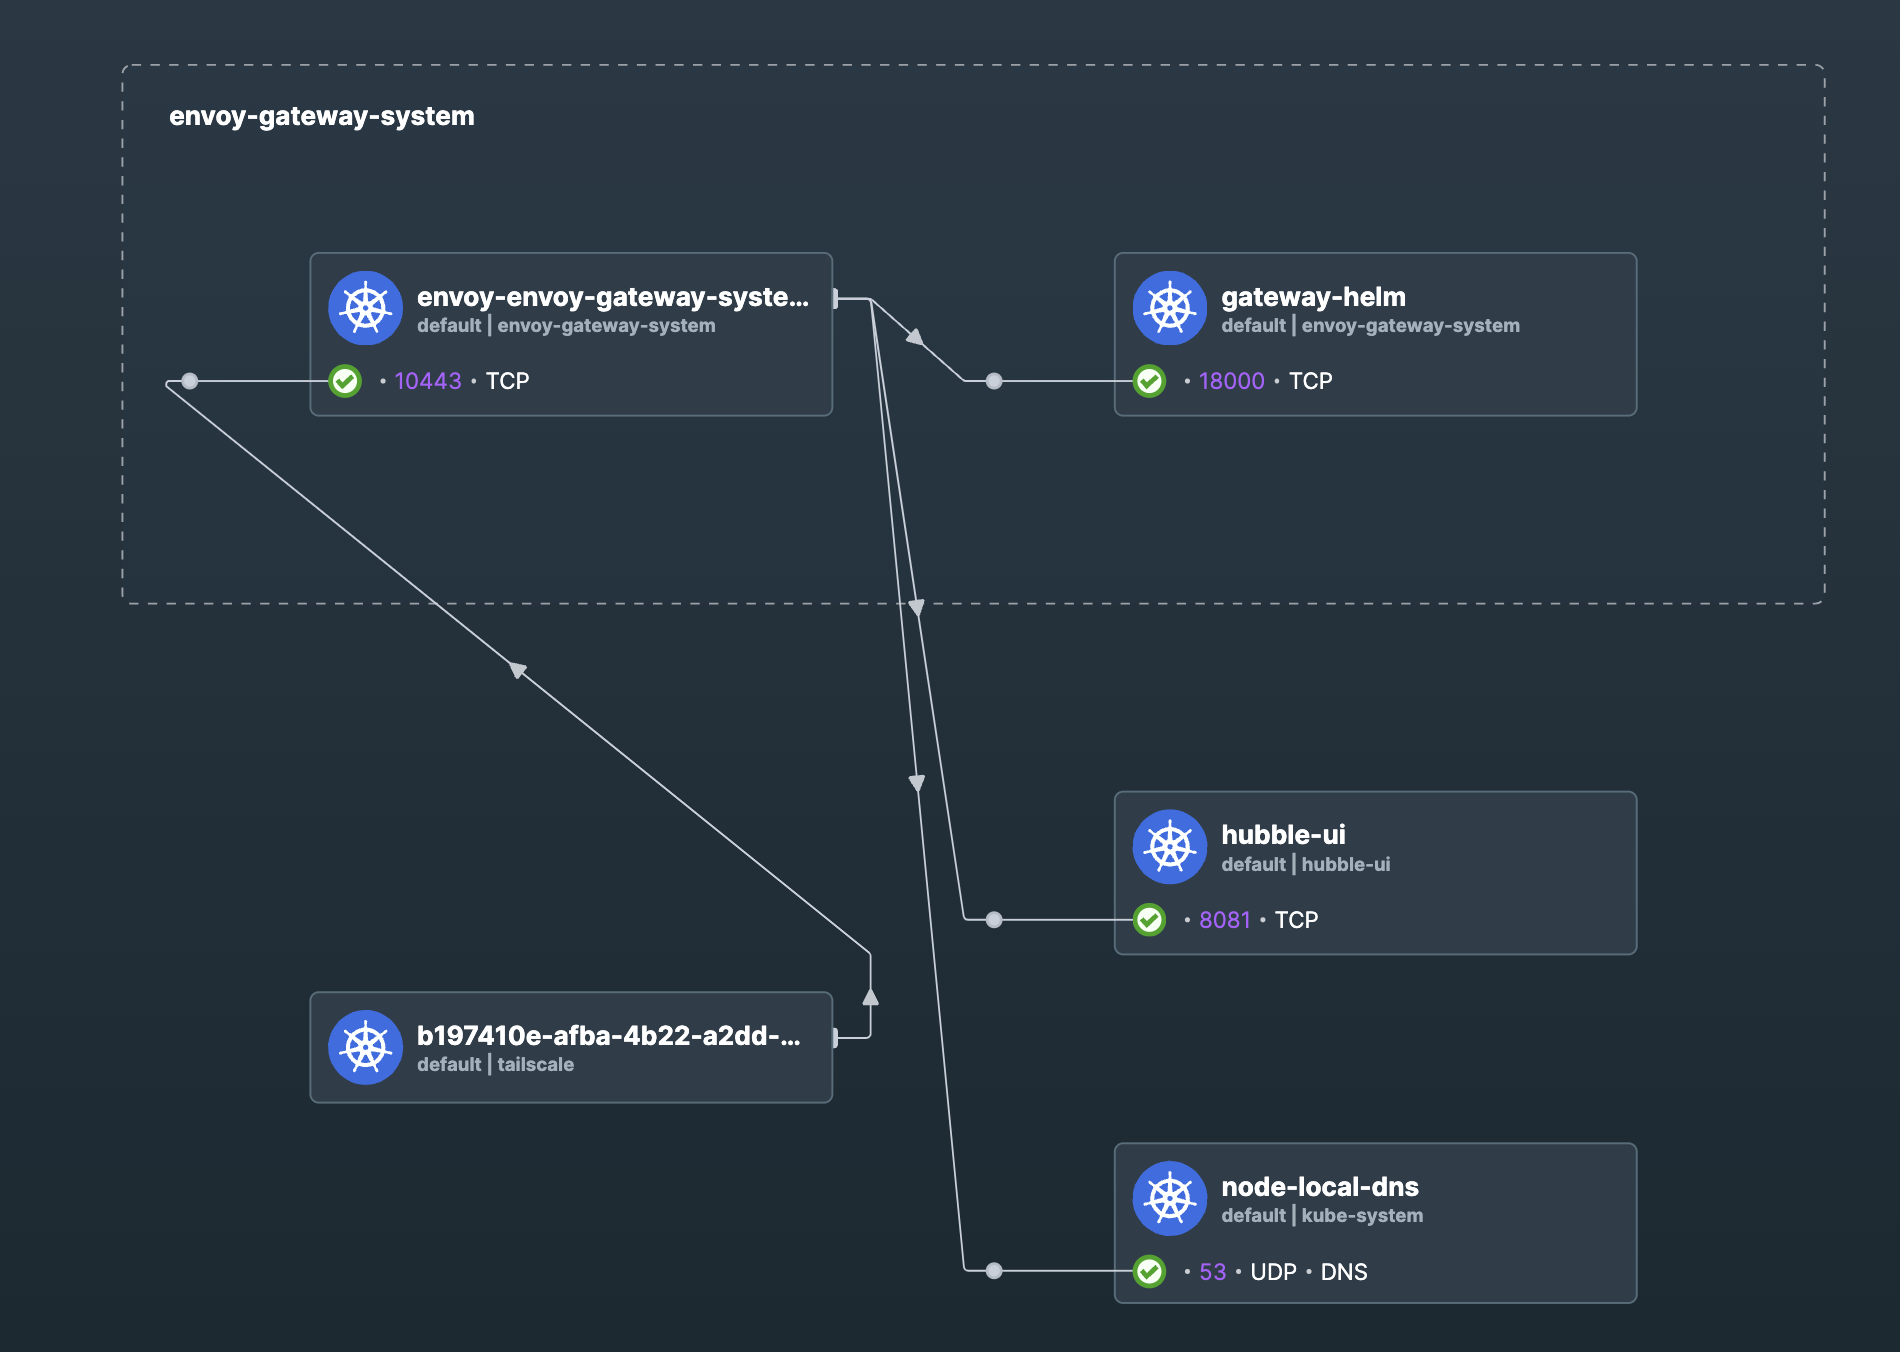 envoy-gateway-system
envoy-envoy-gateway-syste...
default | envoy-gateway-system
• 10443 • TCP
gateway-helm
default | envoy-gateway-system
• 18000 • TCP
hubble-ui
default | hubble-ui
• 8081 • TCP
b197410e-afba-4b22-a2dd-...
default | tailscale
node-local-dns
default | kube-system
• 53 • UDP • DNS